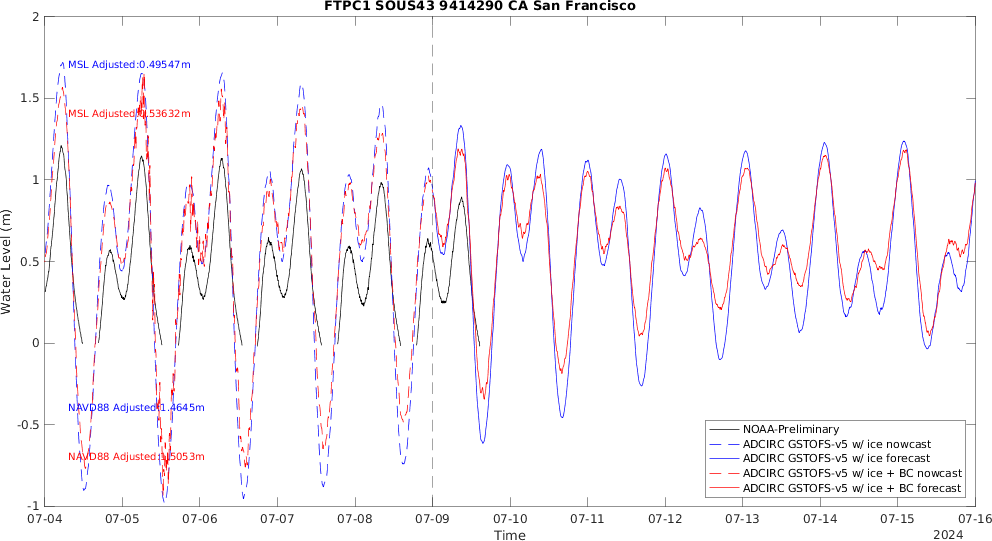 FTPC1 SOUS43 9414290 CA San Francisco
2
1.5
1
0.5
0
-0.5
-1
Water Level (m)
MSL Adjusted:0.49547m
MSL Adjusted:0.53632m
NAVD88 Adjusted:1.4645m
NAVD88 Adjusted:1.5053m
NOAA-Preliminary
ADCIRC GSTOFS-v5 w/ ice nowcast
ADCIRC GSTOFS-v5 w/ ice forecast
ADCIRC GSTOFS-v5 w/ ice + BC nowcast
ADCIRC GSTOFS-v5 w/ ice + BC forecast
07-04 07-05 07-06 07-07 07-08 07-09 07-10 07-11 07-12 07-13 07-14 07-15 07-16
Time
2024